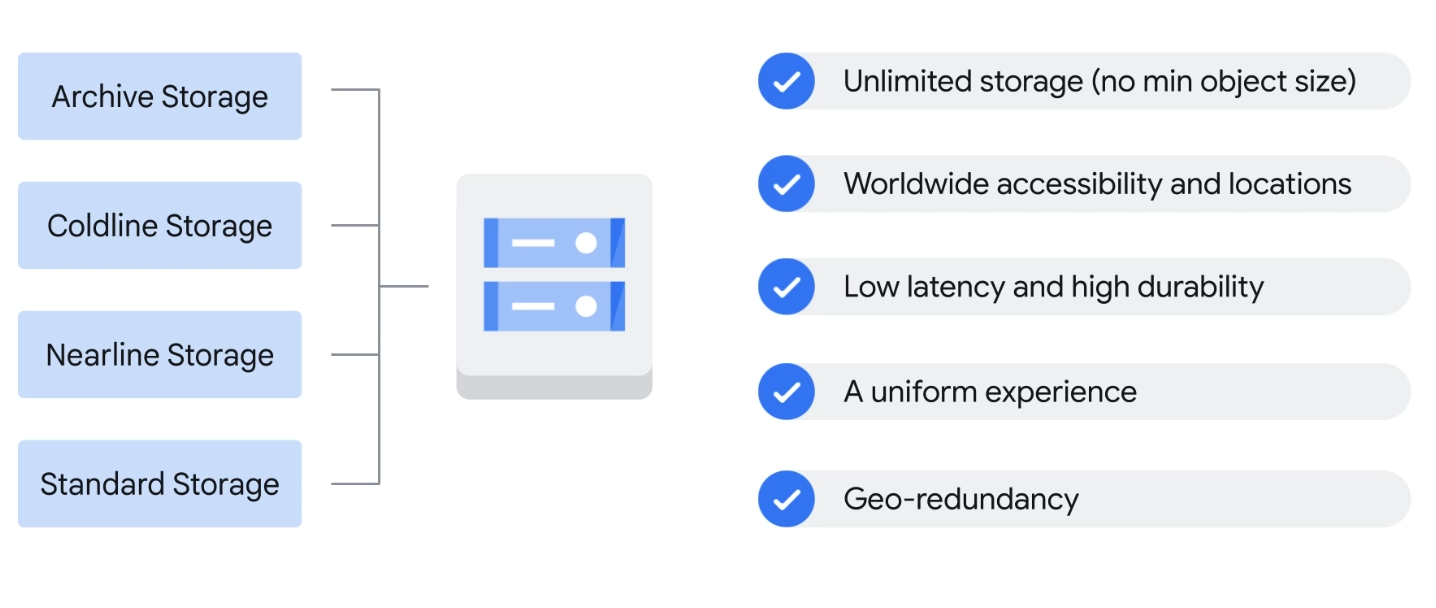 Archive Storage
Coldline Storage
Nearline Storage
Standard Storage
Unlimited storage (no min object size)
Worldwide accessibility and locations
Low latency and high durability
A uniform experience
Geo-redundancy